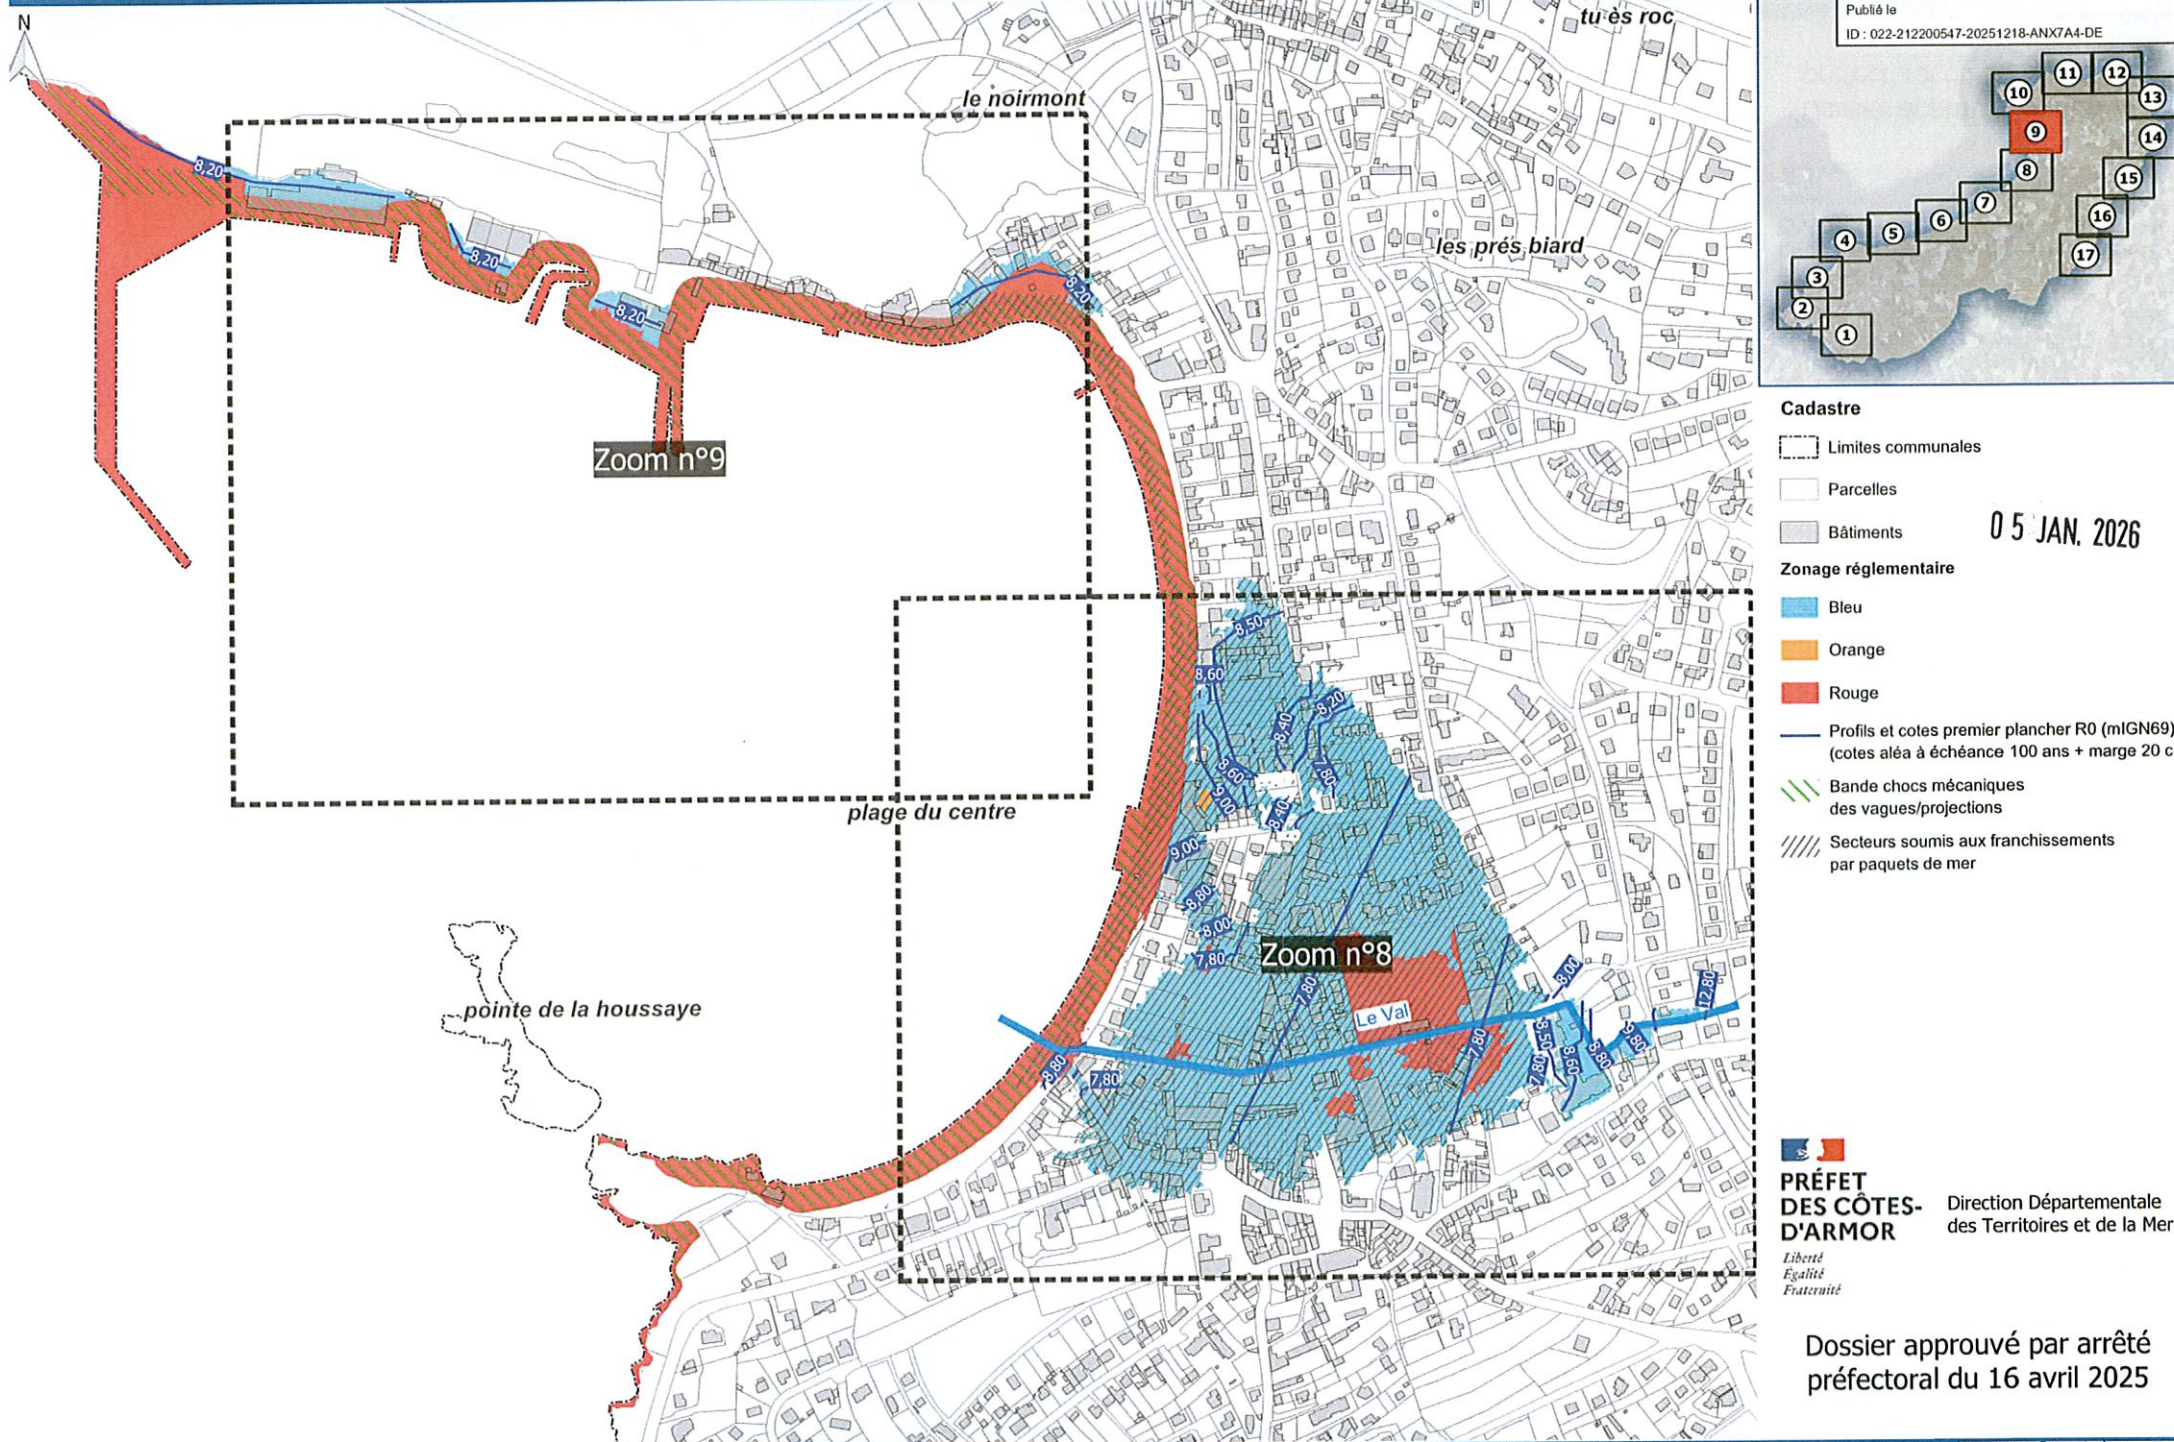 N
tu ès roc
le noirmont
8,20
les prés biard
8,20
8,20
8,20
Zoom n°9
8,50
8,60
8,40
8,20
8,60
7,80
9,00
8,40
plage du centre
9,00
8,80
8,00
7,80
Zoom n°8
7,80
Le Val
8,00
12,80
pointe de la houssaye
7,80
8,50
8,60
8,80
9,80
7,80
8,80
7,80
Publié le
ID : 022-212200547-20251218-ANX7A4-DE
11
12
10
13
9
14
8
15
7
16
6
5
4
17
3
2
1
Cadastre
Limites communales
Parcelles
Bâtiments
05 JAN. 2026
Zonage réglementaire
Bleu
Orange
Rouge
Profils et cotes premier plancher R0 (mIGN69)
(cotes aléa à échéance 100 ans + marge 20 c
Bande chocs mécaniques
des vagues/projections
Secteurs soumis aux franchissements
par paquets de mer
PRÉFET
DES CÔTES-
D'ARMOR
Liberté
Égalité
Fraternité
Direction Départementale
des Territoires et de la Mer
Dossier approuvé par arrêté
préfectoral du 16 avril 2025